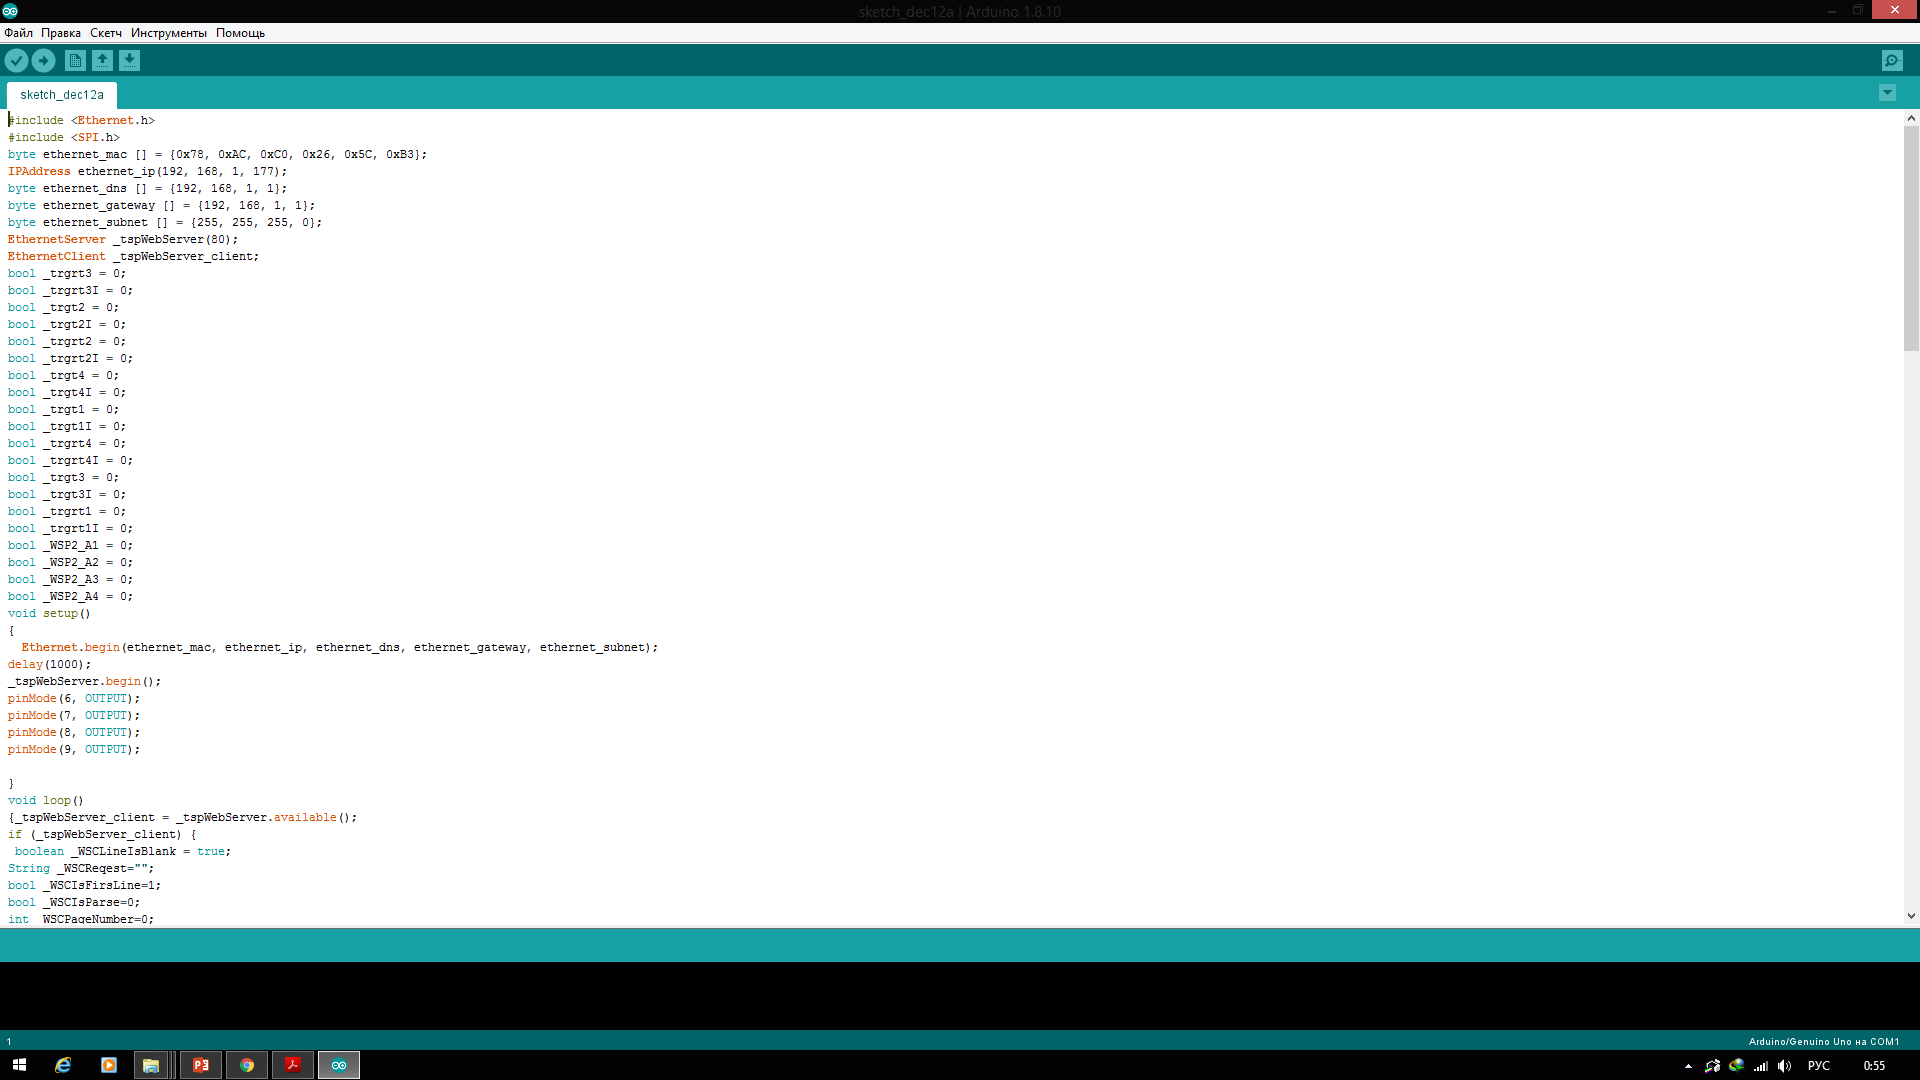 sketch_dec12a | Arduino 1.8.10
Файл Правка Скетч Инструменты Помощь
sketch_dec12a
#include <Ethernet.h>
#include <SPI.h>
byte ethernet_mac [] = {0x78, 0xAC, 0xC0, 0x26, 0x5C, 0xB3};
IPAddress ethernet_ip(192, 168, 1, 177);
byte ethernet_dns [] = {192, 168, 1, 1};
byte ethernet_gateway [] = {192, 168, 1, 1};
byte ethernet_subnet [] = {255, 255, 255, 0};
EthernetServer _tspWebServer(80);
EthernetClient _tspWebServer_client;
bool _trgrt3 = 0;
bool _trgrt3I = 0;
bool _trgt2 = 0;
bool _trgt2I = 0;
bool _trgrt2 = 0;
bool _trgrt2I = 0;
bool _trgt4 = 0;
bool _trgt4I = 0;
bool _trgt1 = 0;
bool _trgt1I = 0;
bool _trgrt4 = 0;
bool _trgrt4I = 0;
bool _trgt3 = 0;
bool _trgt3I = 0;
bool _trgrt1 = 0;
bool _trgrt1I = 0;
bool _WSP2_A1 = 0;
bool _WSP2_A2 = 0;
bool _WSP2_A3 = 0;
bool _WSP2_A4 = 0;
void setup()
{
  Ethernet.begin(ethernet_mac, ethernet_ip, ethernet_dns, ethernet_gateway, ethernet_subnet);
delay(1000);
_tspWebServer.begin();
pinMode(6, OUTPUT);
pinMode(7, OUTPUT);
pinMode(8, OUTPUT);
pinMode(9, OUTPUT);
}
void loop()
{_tspWebServer_client = _tspWebServer.available();
if (_tspWebServer_client) {
 boolean _WSCLineIsBlank = true;
String _WSCReqest="";
bool _WSCIsFirsLine=1;
bool _WSCIsParse=0;
int _WSCPageNumber=0;
1
Arduino/Genuino Uno на COM1
РУС
0:55